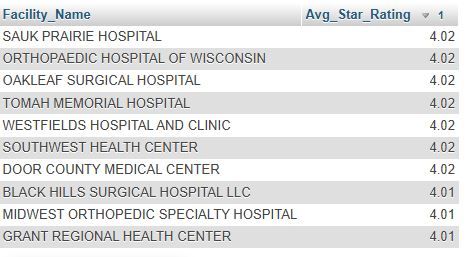 Facility_Name Avg_Star_Rating 1
SAUK PRAIRIE HOSPITAL 4.02
ORTHOPAEDIC HOSPITAL OF WISCONSIN 4.02
OAKLEAF SURGICAL HOSPITAL 4.02
TOMAH MEMORIAL HOSPITAL 4.02
WESTFIELDS HOSPITAL AND CLINIC 4.02
SOUTHWEST HEALTH CENTER 4.02
DOOR COUNTY MEDICAL CENTER 4.02
BLACK HILLS SURGICAL HOSPITAL LLC 4.01
MIDWEST ORTHOPEDIC SPECIALTY HOSPITAL 4.01
GRANT REGIONAL HEALTH CENTER 4.01